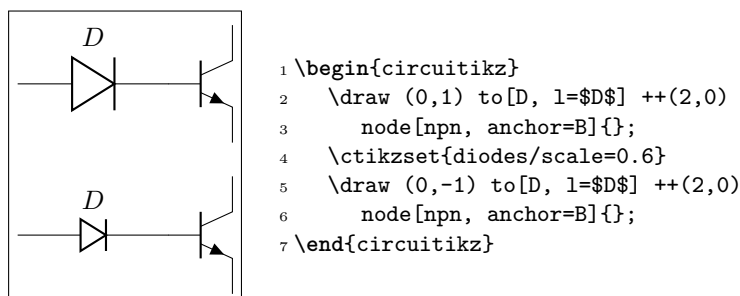 D
D
1 \begin{circuitikz}
2 \draw (0,1) to[D, l=$D$] ++(2,0)
3 node[npn, anchor=B]{};
4 \ctikzset{diodes/scale=0.6}
5 \draw (0,-1) to[D, l=$D$] ++(2,0)
6 node[npn, anchor=B]{};
7 \end{circuitikz}